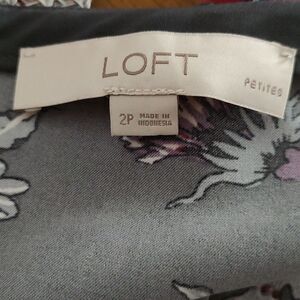 LOFT
PETITES
2P MADE IN
INDONESIA